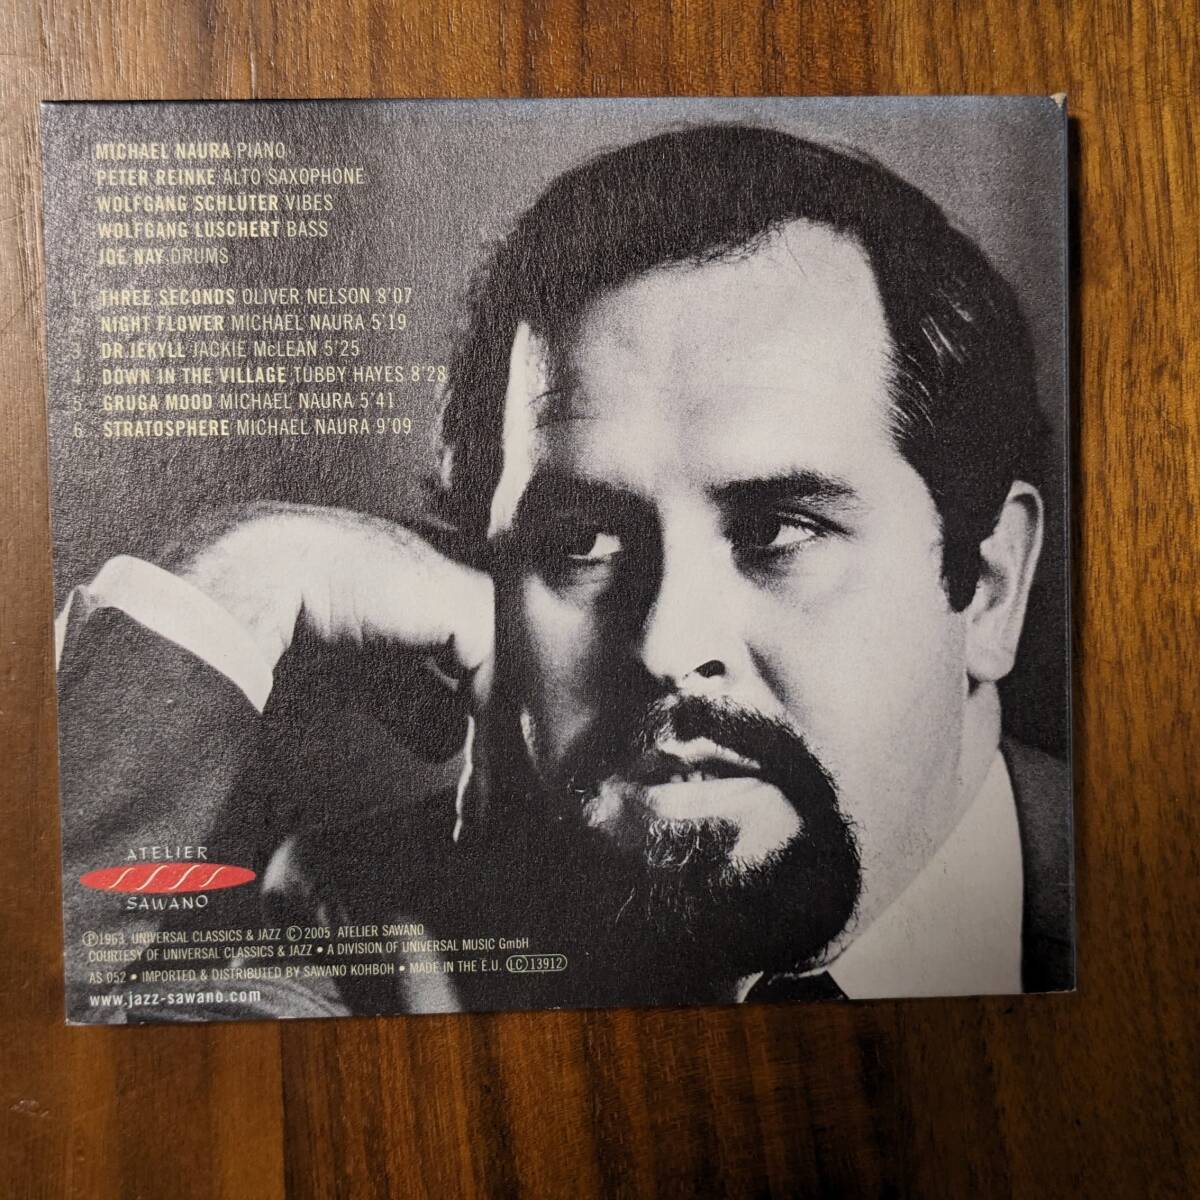 MICHAEL NAURA PIANO
PETER REINKE ALTO SAXOPHONE
WOLFGANG SCHLÜTER VIBES
WOLFGANG LUSCHERT BASS
JOE NAY DRUMS
1. THREE SECONDS OLIVER NELSON 8'07
2. NIGHT FLOWER MICHAEL NAURA 5'19
3. DR.JEKYLL JACKIE McLEAN 5'25
4. DOWN IN THE VILLAGE TUBBY HAYES 8'28
5. GRUGA MOOD MICHAEL NAURA 5'41
6. STRATOSPHERE MICHAEL NAURA 9'09
ATELIER
SAWANO
℗1963 UNIVERSAL CLASSICS & JAZZ ©2005 ATELIER SAWANO
COURTESY OF UNIVERSAL CLASSICS & JAZZ • A DIVISION OF UNIVERSAL MUSIC GmbH
AS 052 • IMPORTED & DISTRIBUTED BY SAWANO KOHBOH • MADE IN THE E.U. LC 13912
www.jazz-sawano.com